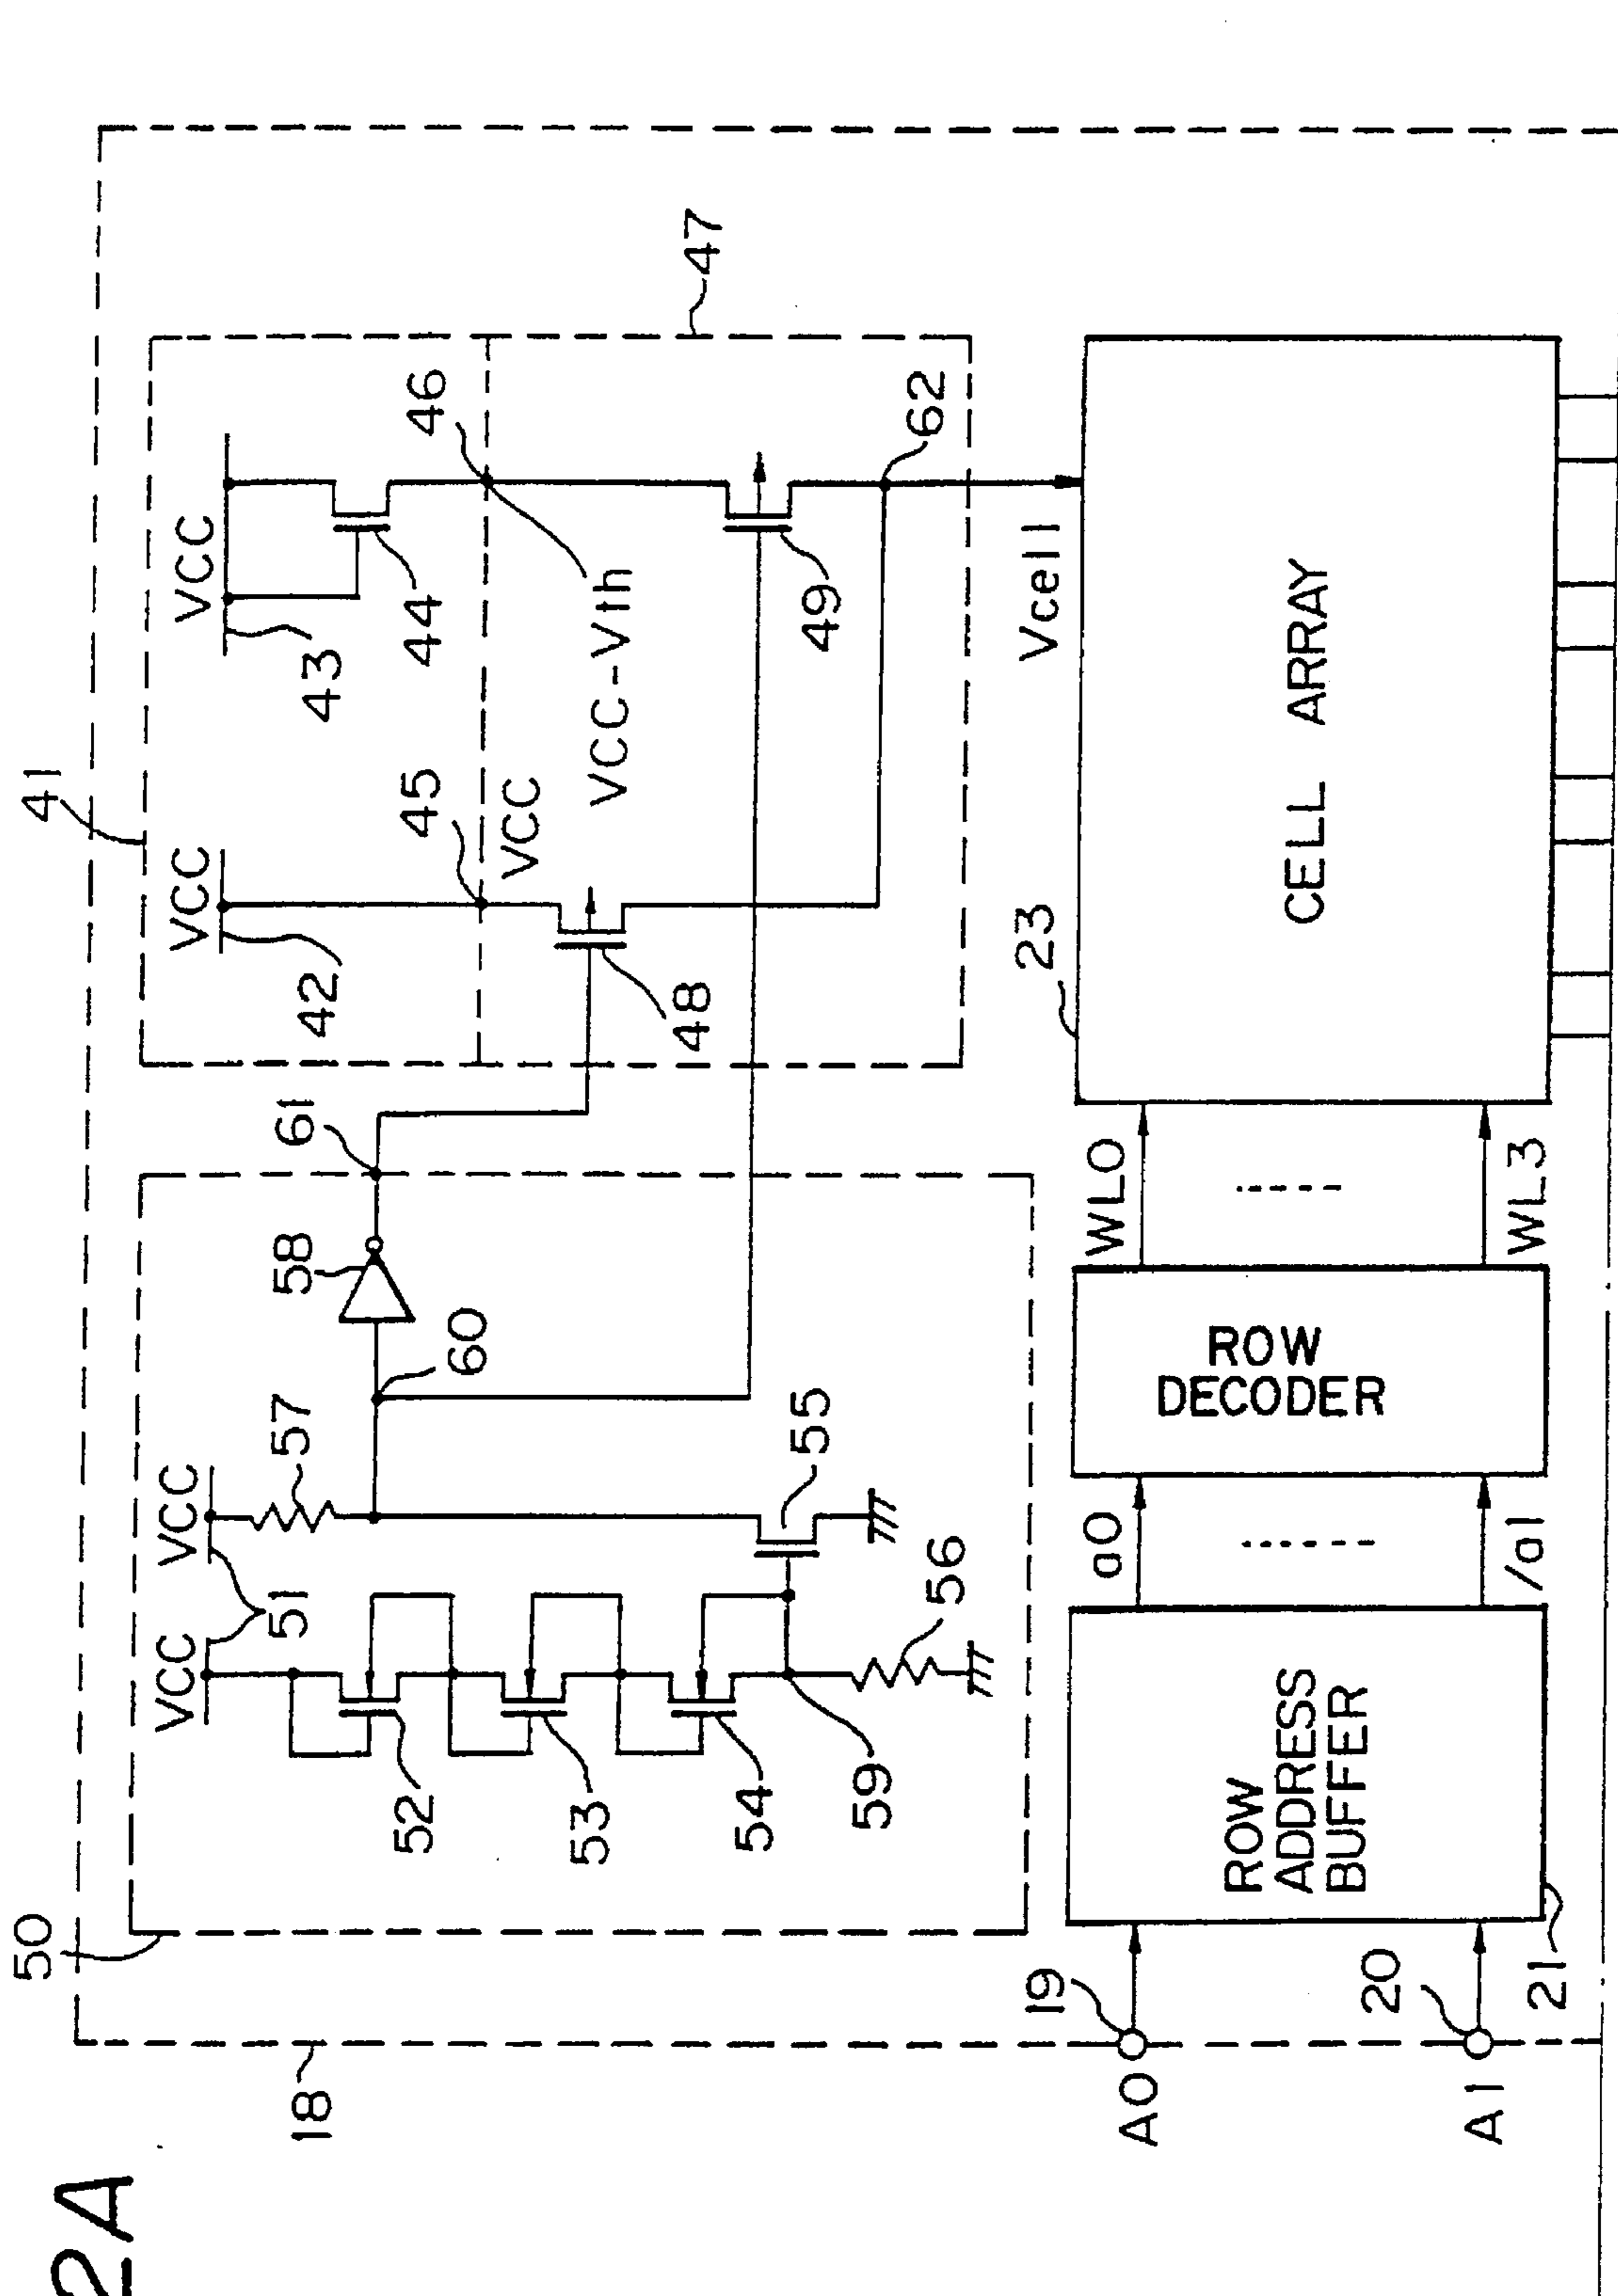 2A
18
50
41
VCC
VCC
51
57
52
53
54
59
56
55
60
58
61
VCC
42
VCC
43
44
45
VCC
46
VCC-Vth
47
48
49
62
Vcell
A0
19
A1
20
ROW
ADDRESS
BUFFER
21
a0
/a1
ROW
DECODER
WL0
WL3
23
CELL ARRAY